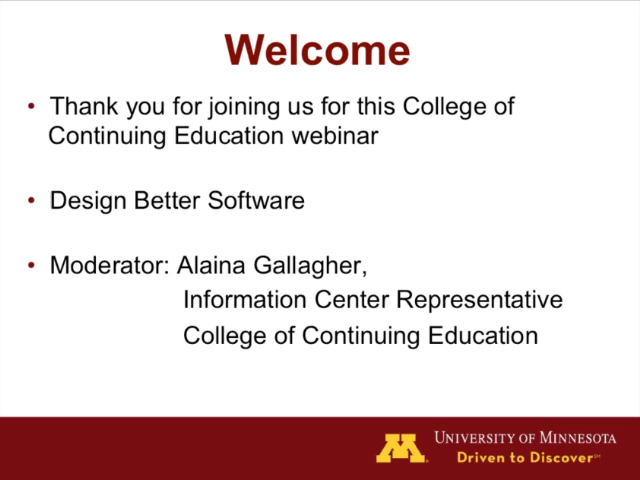 Welcome
• Thank you for joining us for this College of
Continuing Education webinar
• Design Better Software
• Moderator: Alaina Gallagher,
Information Center Representative
College of Continuing Education
M
UNIVERSITY OF MINNESOTA
Driven to Discover℠